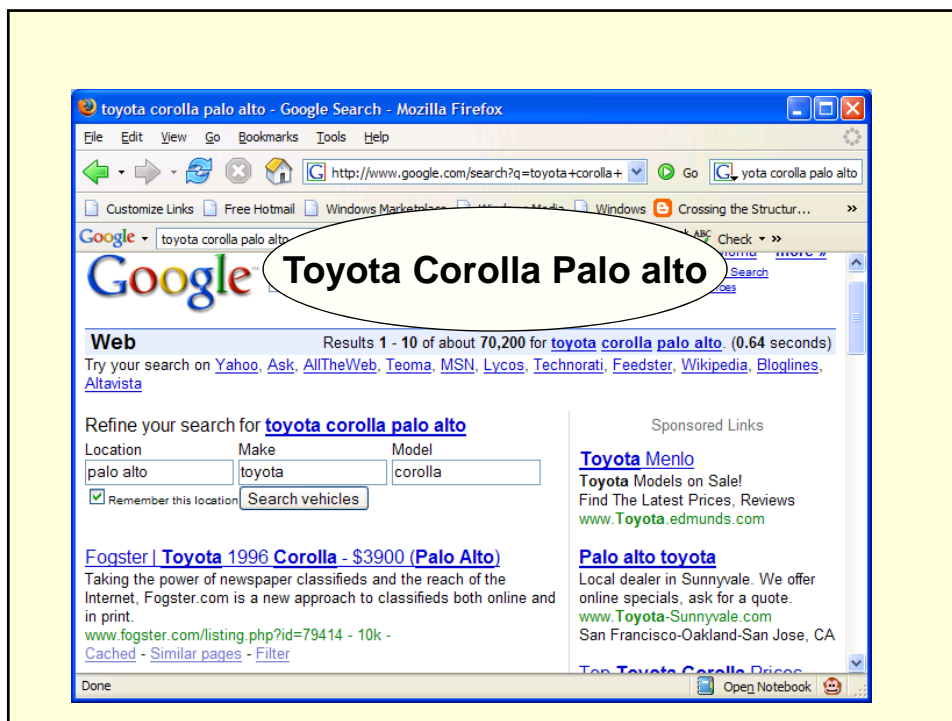 toyota corolla palo alto - Google Search - Mozilla Firefox
File Edit View Go Bookmarks Tools Help
http://www.google.com/search?q=toyota+corolla+ Go yota corolla palo alto
Customize Links Free Hotmail Windows Marketplace Windows Media Windows Crossing the Structur... »
Google toyota corolla palo alto Check »
Toyota Corolla Palo alto
Google more »
Search
Web Results 1 - 10 of about 70,200 for toyota corolla palo alto. (0.64 seconds)
Try your search on Yahoo, Ask, AllTheWeb, Teoma, MSN, Lycos, Technorati, Feedster, Wikipedia, Bloglines,
Altavista
Refine your search for toyota corolla palo alto
Location Make Model
palo alto toyota corolla
Remember this location Search vehicles
Fogster | Toyota 1996 Corolla - $3900 (Palo Alto)
Taking the power of newspaper classifieds and the reach of the
Internet, Fogster.com is a new approach to classifieds both online and
in print.
www.fogster.com/listing.php?id=79414 - 10k -
Cached - Similar pages - Filter
Sponsored Links
Toyota Menlo
Toyota Models on Sale!
Find The Latest Prices, Reviews
www.Toyota.edmunds.com
Palo alto toyota
Local dealer in Sunnyvale. We offer
online specials, ask for a quote.
www.Toyota-Sunnyvale.com
San Francisco-Oakland-San Jose, CA
Top Toyota Corolla Prices
Done Open Notebook